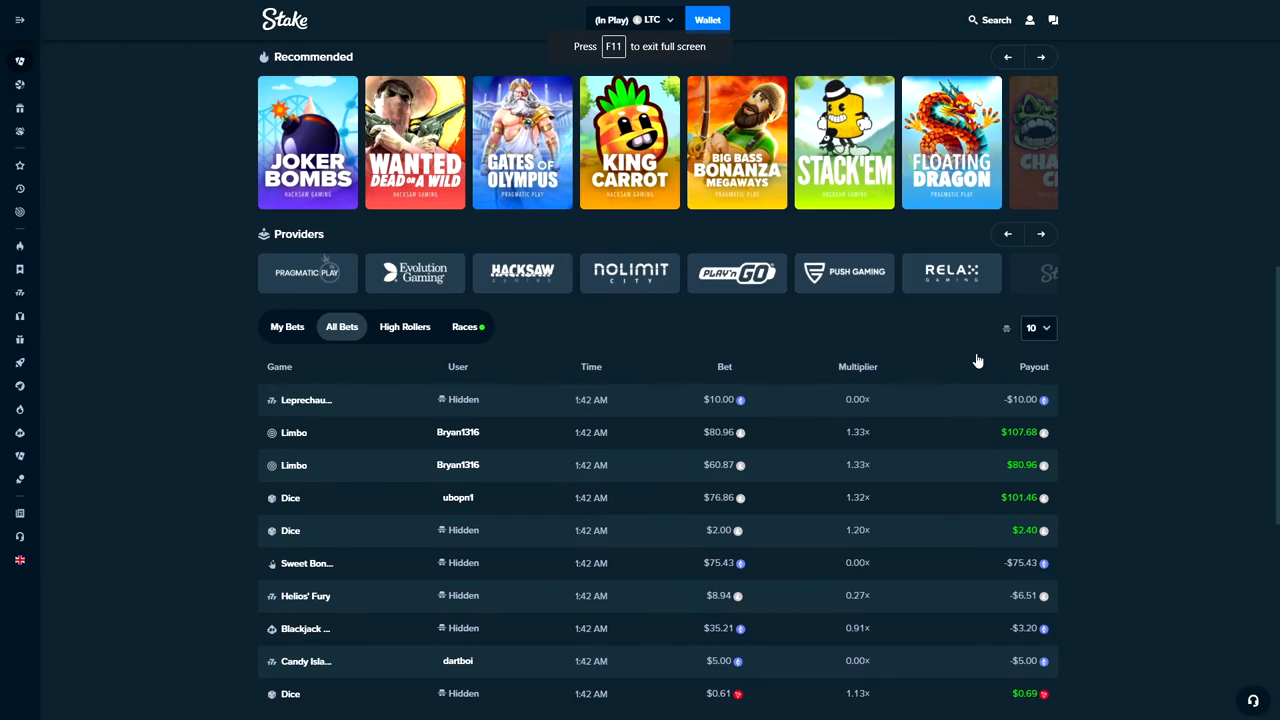 Stake
(In Play) LTC
Wallet
Search
Press F11 to exit full screen
Recommended
JOKER BOMBS
HACKSAW GAMING
WANTED DEAD OR A WILD
HACKSAW GAMING
GATES OF OLYMPUS
PRAGMATIC PLAY
KING CARROT
HACKSAW GAMING
BIG BASS BONANZA MEGAWAYS
PRAGMATIC PLAY
STACK'EM
HACKSAW GAMING
FLOATING DRAGON
PRAGMATIC PLAY
Providers
PRAGMATIC PLAY
Evolution Gaming
HACKSAW GAMING
NOLIMIT CITY
PLAY'n GO
PUSH GAMING
RELAX GAMING
My Bets All Bets High Rollers Races
10
Game User Time Bet Multiplier Payout
Leprechau... Hidden 1:42 AM $10.00 0.00× -$10.00
Limbo Bryan1316 1:42 AM $80.96 1.33× $107.68
Limbo Bryan1316 1:42 AM $60.87 1.33× $80.96
Dice ubopn1 1:42 AM $76.86 1.32× $101.46
Dice Hidden 1:42 AM $2.00 1.20× $2.40
Sweet Bon... Hidden 1:42 AM $75.43 0.00× -$75.43
Helios' Fury Hidden 1:42 AM $8.94 0.27× -$6.51
Blackjack ... Hidden 1:42 AM $35.21 0.91× -$3.20
Candy Isla... dartboi 1:42 AM $5.00 0.00× -$5.00
Dice Hidden 1:42 AM $0.61 1.13× $0.69